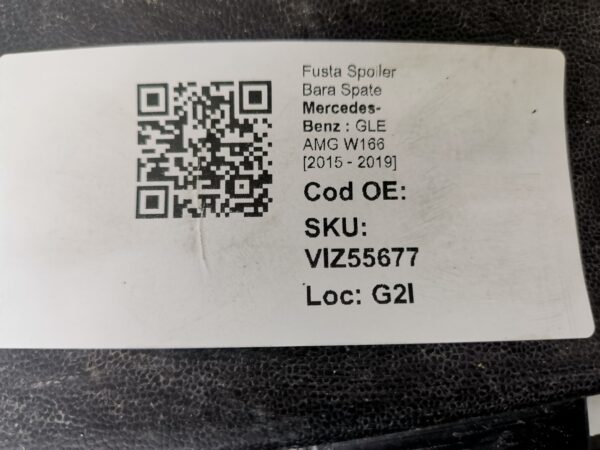 Fusta Spoiler
Bara Spate
Mercedes-
Benz : GLE
AMG W166
[2015 - 2019]
Cod OE:
SKU:
VIZ55677
Loc: G2I